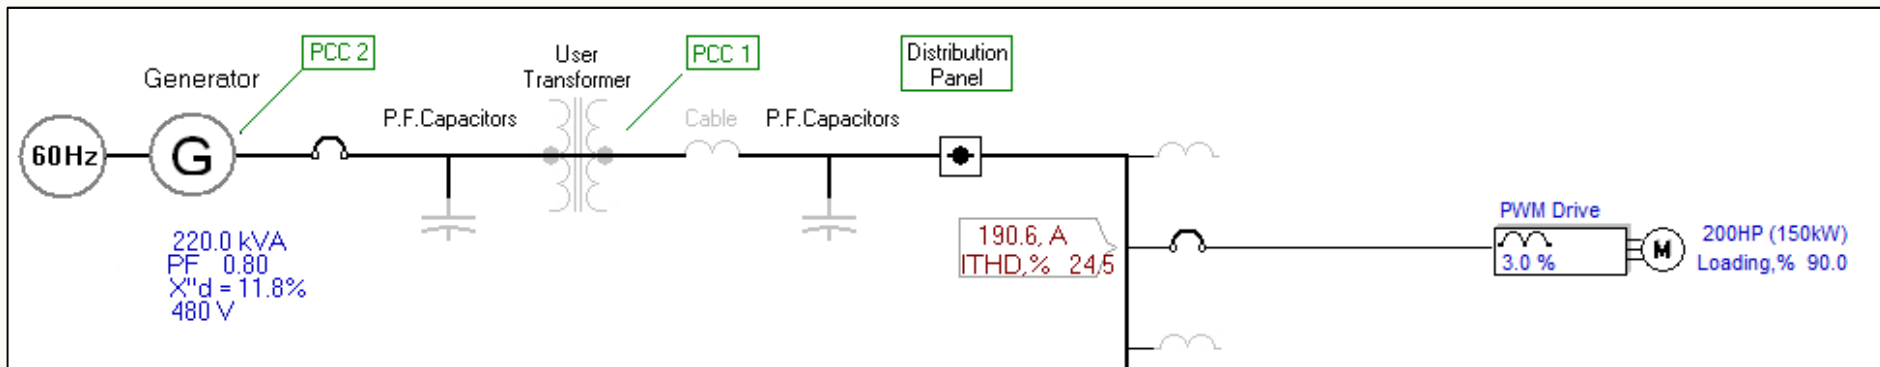 PCC 2
User
Transformer
PCC 1
Distribution
Panel
Generator
P.F.Capacitors
Cable
P.F.Capacitors
60Hz
G
220.0 kVA
PF 0.80
X"d = 11.8%
480 V
190.6, A
ITHD,% 24,5
PWM Drive
3.0 %
M
200HP (150kW)
Loading,% 90.0